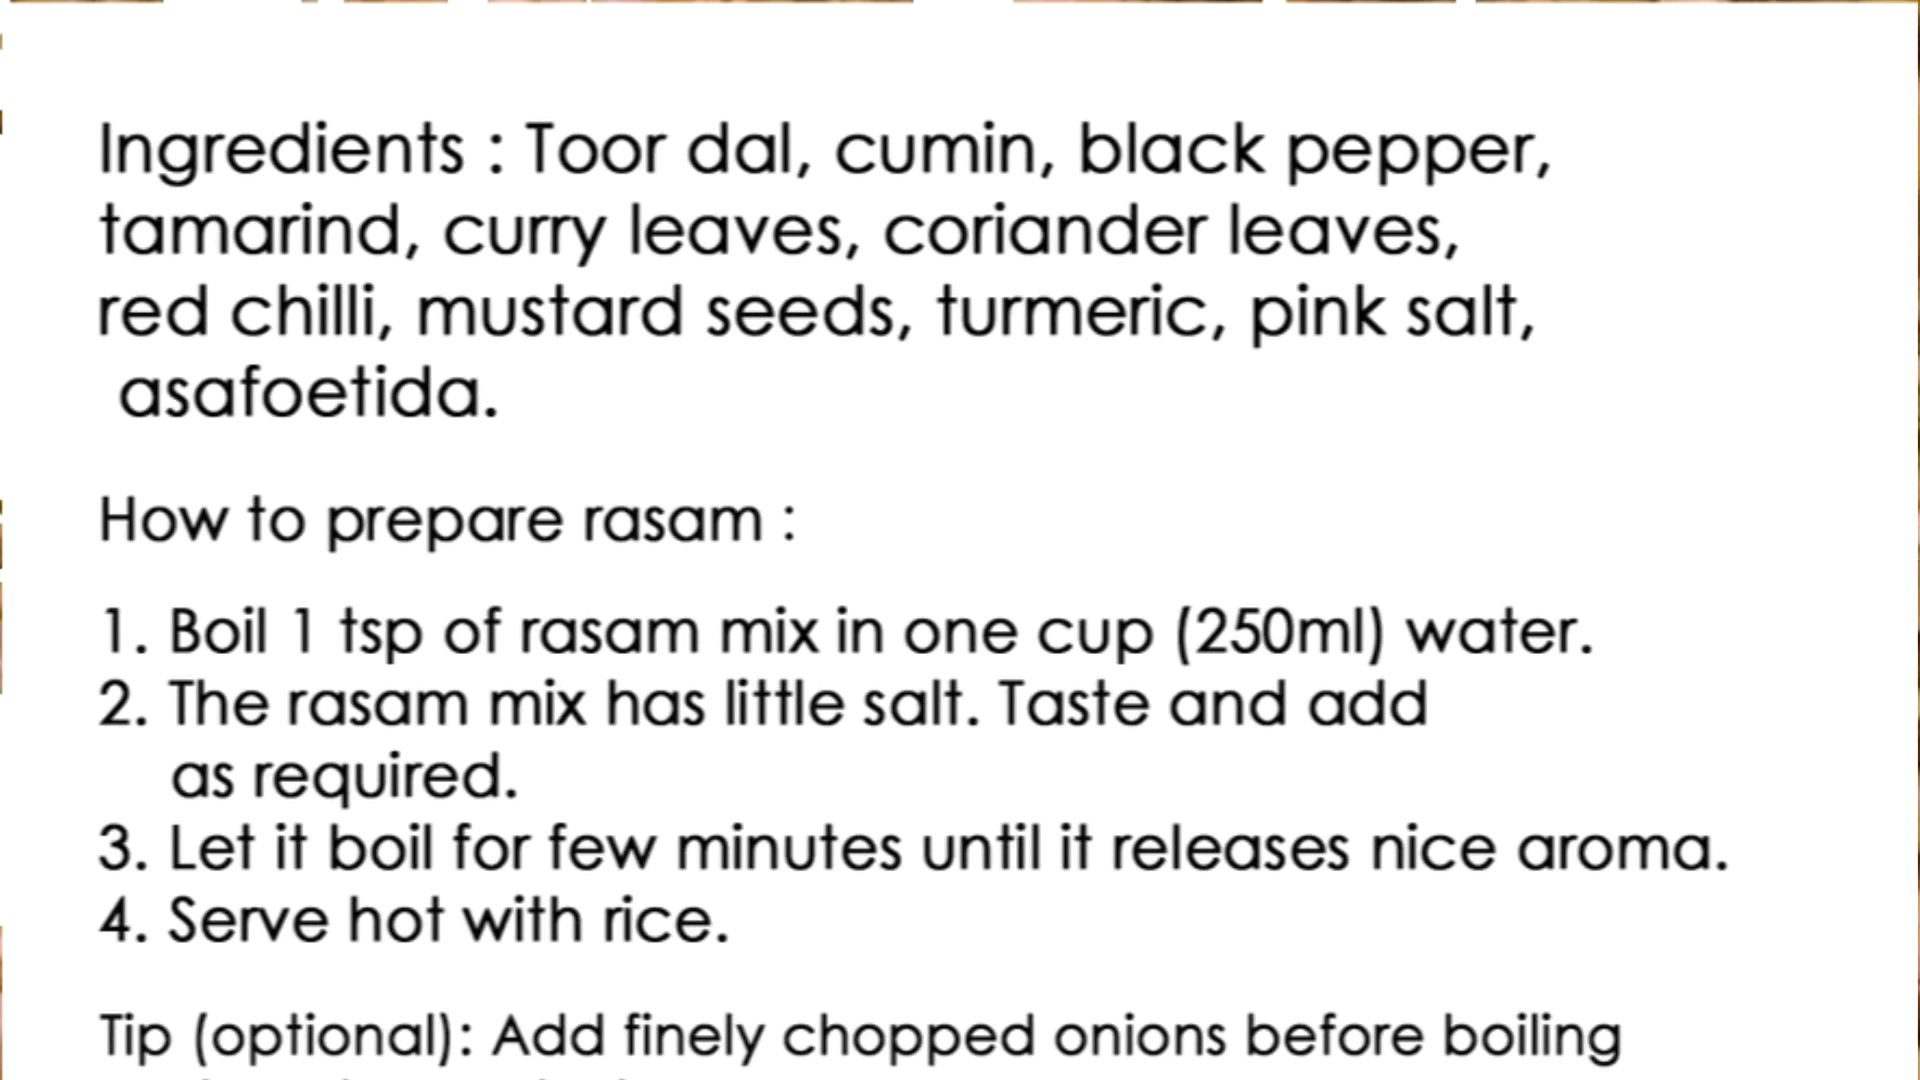 Ingredients : Toor dal, cumin, black pepper,
tamarind, curry leaves, coriander leaves,
red chilli, mustard seeds, turmeric, pink salt,
asafoetida.
How to prepare rasam :
1. Boil 1 tsp of rasam mix in one cup (250ml) water.
2. The rasam mix has little salt. Taste and add
as required.
3. Let it boil for few minutes until it releases nice aroma.
4. Serve hot with rice.
Tip (optional): Add finely chopped onions before boiling